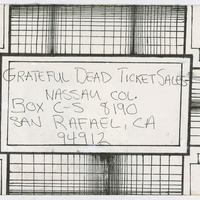 GRATEFUL DEAD TICKET SALES
NASSAU COL.
BOX C-S 8190
SAN RAFAEL, CA
94912